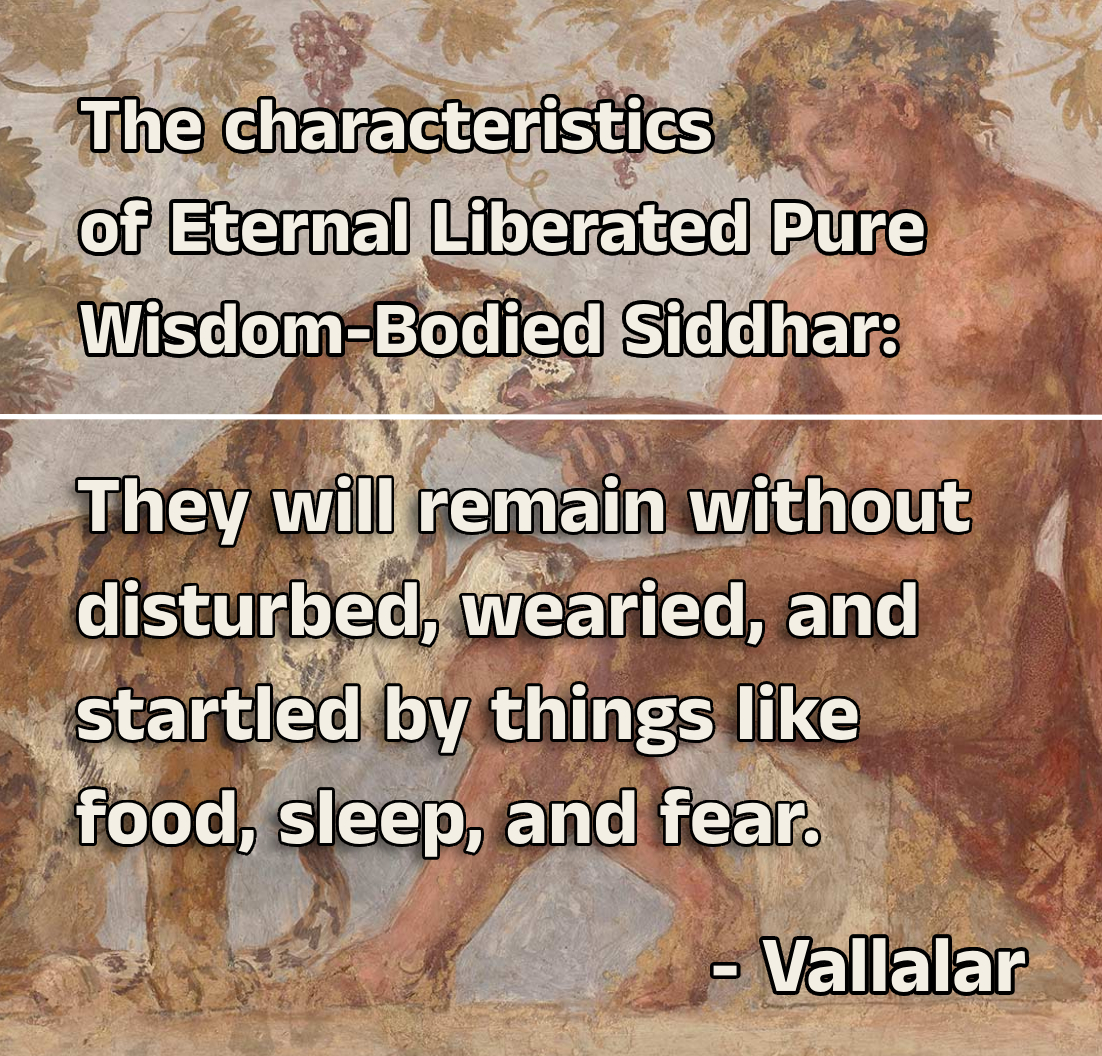 The characteristics
of Eternal Liberated Pure
Wisdom-Bodied Siddhar:
They will remain without
disturbed, wearied, and
startled by things like
food, sleep, and fear.
- Vallalar